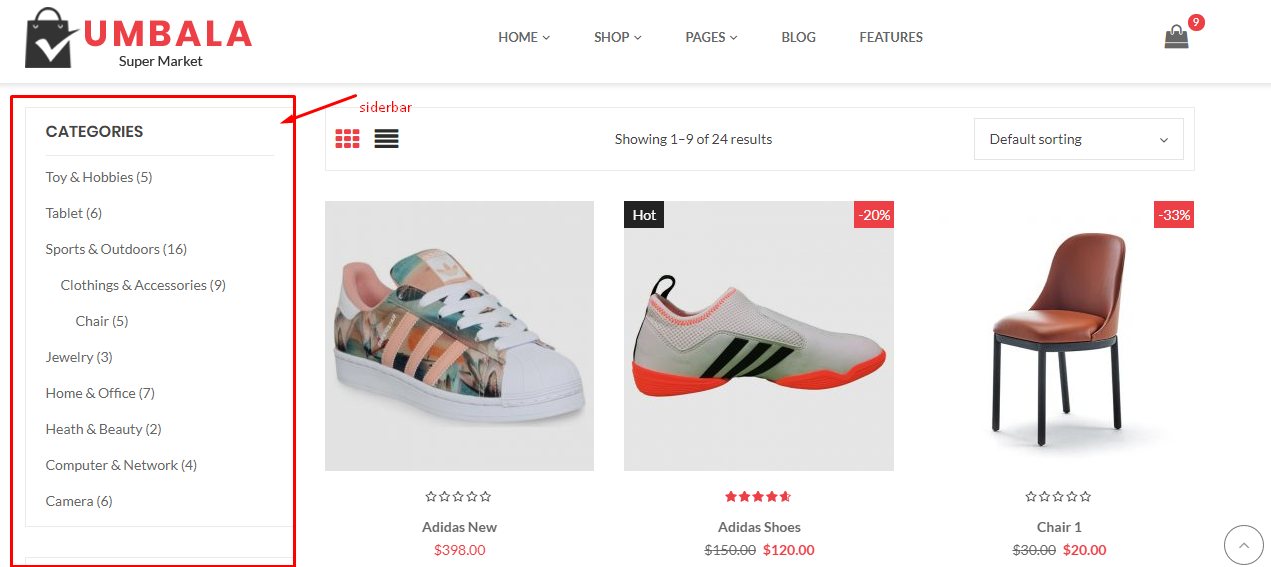 UMBALA
Super Market
HOME SHOP PAGES BLOG FEATURES
9
siderbar
CATEGORIES
Toy & Hobbies (5)
Tablet (6)
Sports & Outdoors (16)
Clothings & Accessories (9)
Chair (5)
Jewelry (3)
Home & Office (7)
Heath & Beauty (2)
Computer & Network (4)
Camera (6)
Showing 1–9 of 24 results
Default sorting
Adidas New
$398.00
Hot
-20%
Adidas Shoes
$150.00 $120.00
-33%
Chair 1
$30.00 $20.00